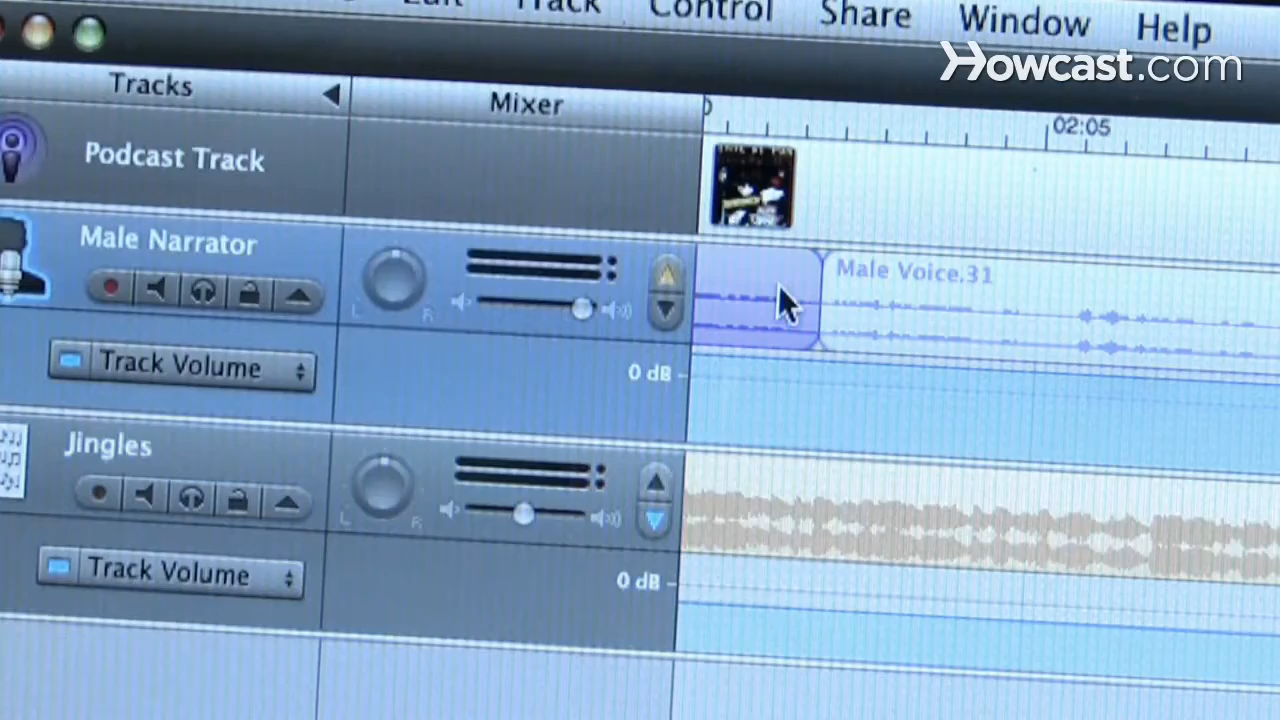 Edit Track Control Share Window Help
Howcast.com
Tracks Mixer
02:05
Podcast Track
Male Narrator
Male Voice.31
L R
Track Volume
0 dB
Jingles
L R
Track Volume
0 dB